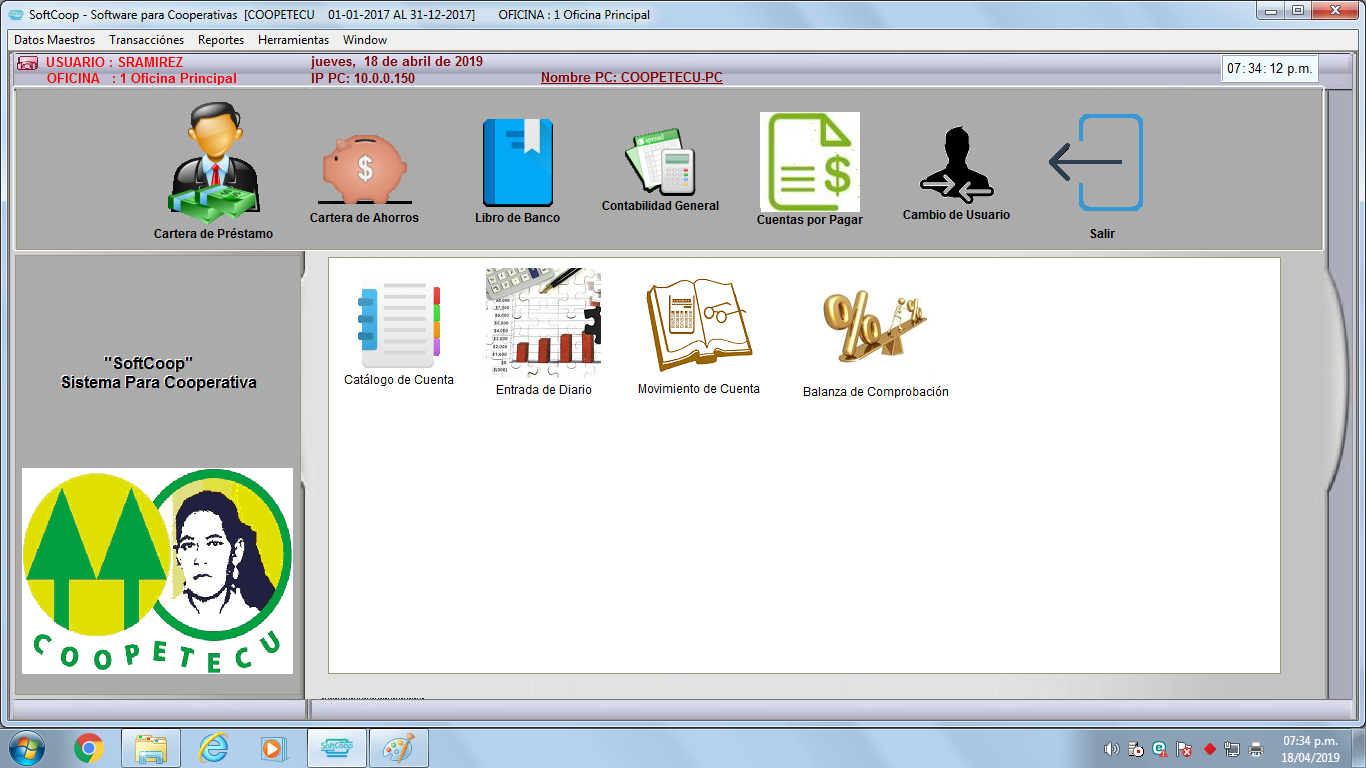 SoftCoop - Software para Cooperativas [COOPETECU 01-01-2017 AL 31-12-2017] OFICINA : 1 Oficina Principal
Datos Maestros Transacciónes Reportes Herramientas Window
USUARIO : SRAMIREZ jueves, 18 de abril de 2019
OFICINA : 1 Oficina Principal IP PC: 10.0.0.150 Nombre PC: COOPETECU-PC
07: 34: 12 p.m.
Cartera de Préstamo
Cartera de Ahorros
Libro de Banco
Contabilidad General
Cuentas por Pagar
Cambio de Usuario
Salir
"SoftCoop"
Sistema Para Cooperativa
Catálogo de Cuenta
Entrada de Diario
Movimiento de Cuenta
Balanza de Comprobación
COOPETECU
SoftCoop
07:34 p.m.
18/04/2019